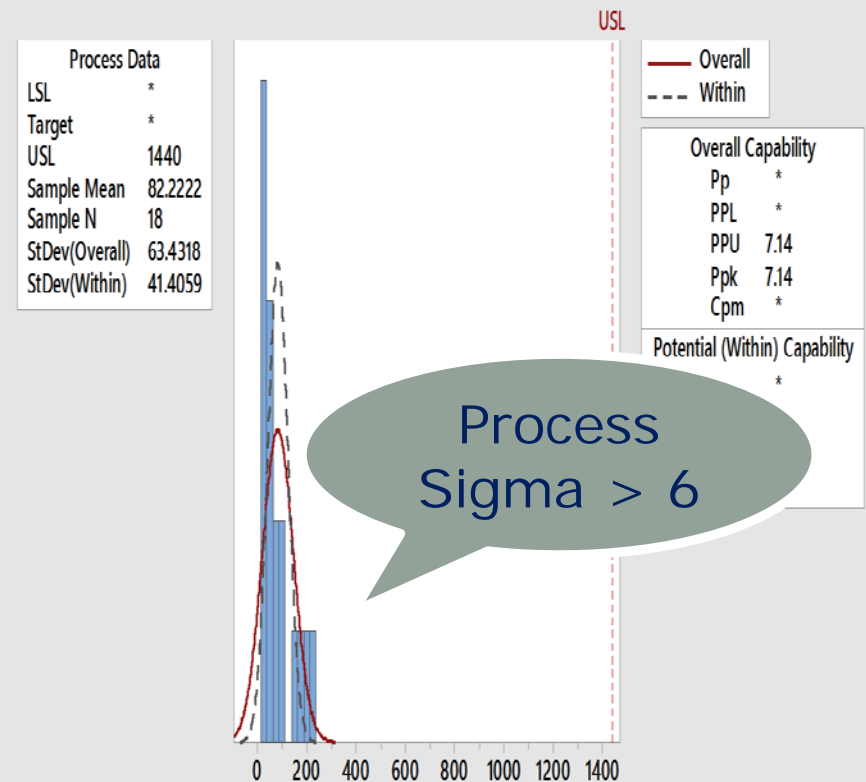 USL
Process Data
LSL *
Target *
USL 1440
Sample Mean 82.2222
Sample N 18
StDev(Overall) 63.4318
StDev(Within) 41.4059
Overall
Within
Overall Capability
Pp *
PPL *
PPU 7.14
Ppk 7.14
Cpm *
Potential (Within) Capability
*
Process
Sigma > 6
0 200 400 600 800 1000 1200 1400